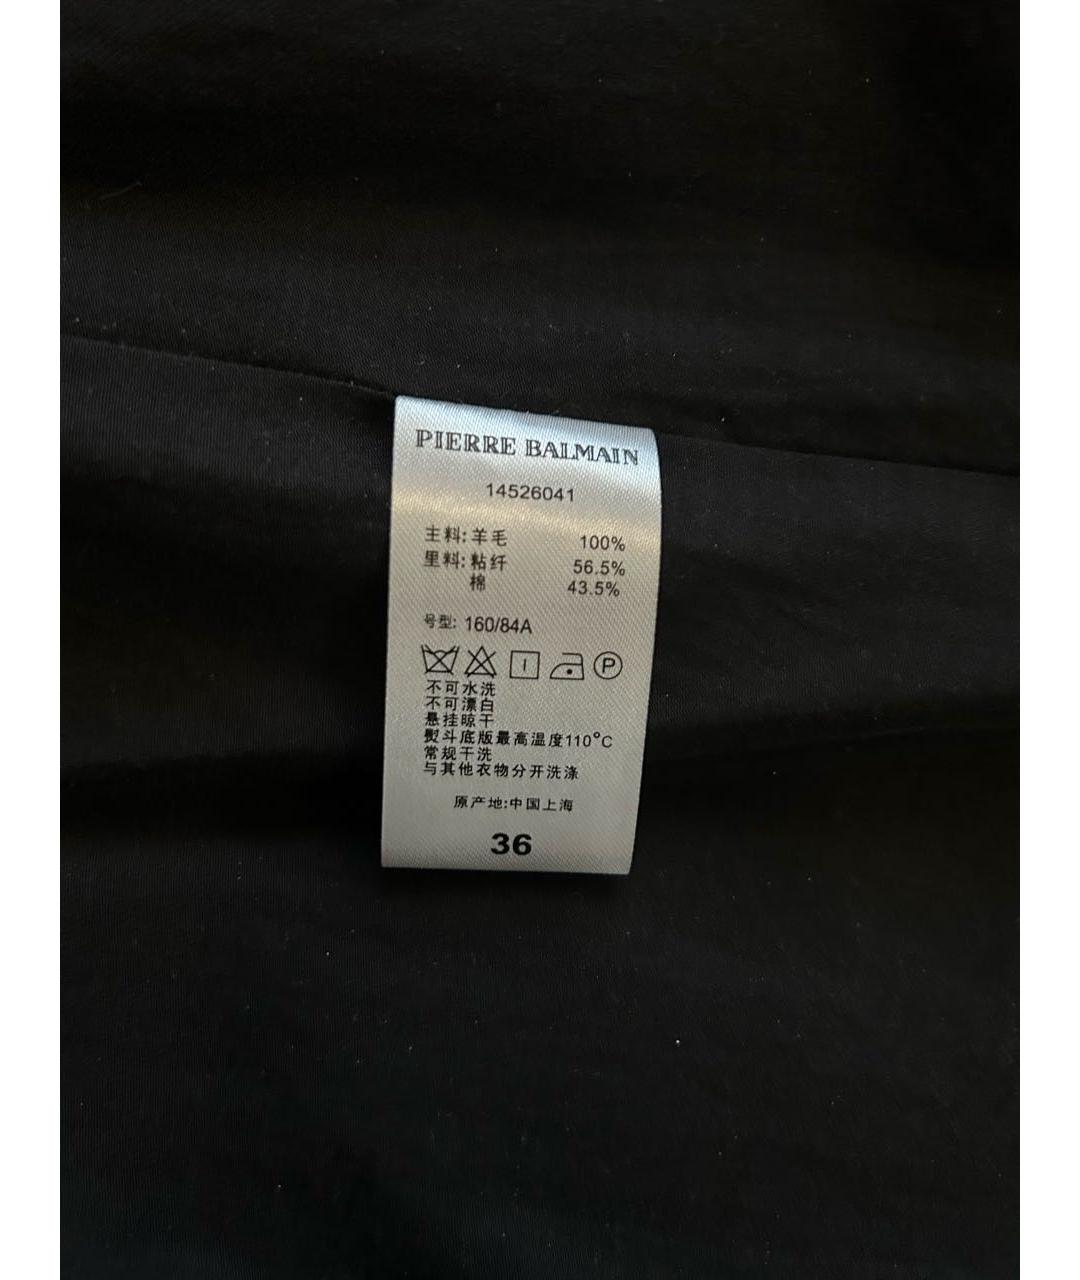 PIERRE BALMAIN
14526041
主料: 羊毛 100%
里料: 粘纤 56.5%
棉 43.5%
号型: 160/84A
P
不可水洗
不可漂白
悬挂晾干
熨斗底版最高温度110°C
常规干洗
与其他衣物分开洗涤
原产地:中国上海
36